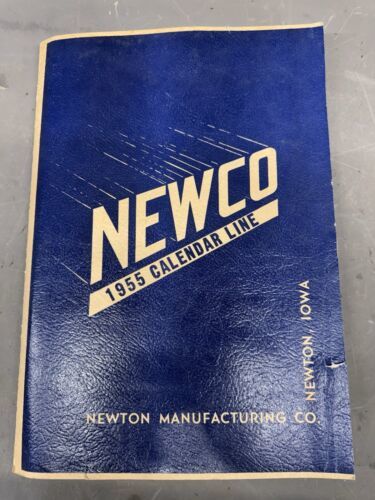 NEWCO
1955 CALENDAR LINE
NEWTON MANUFACTURING CO.
NEWTON, IOWA